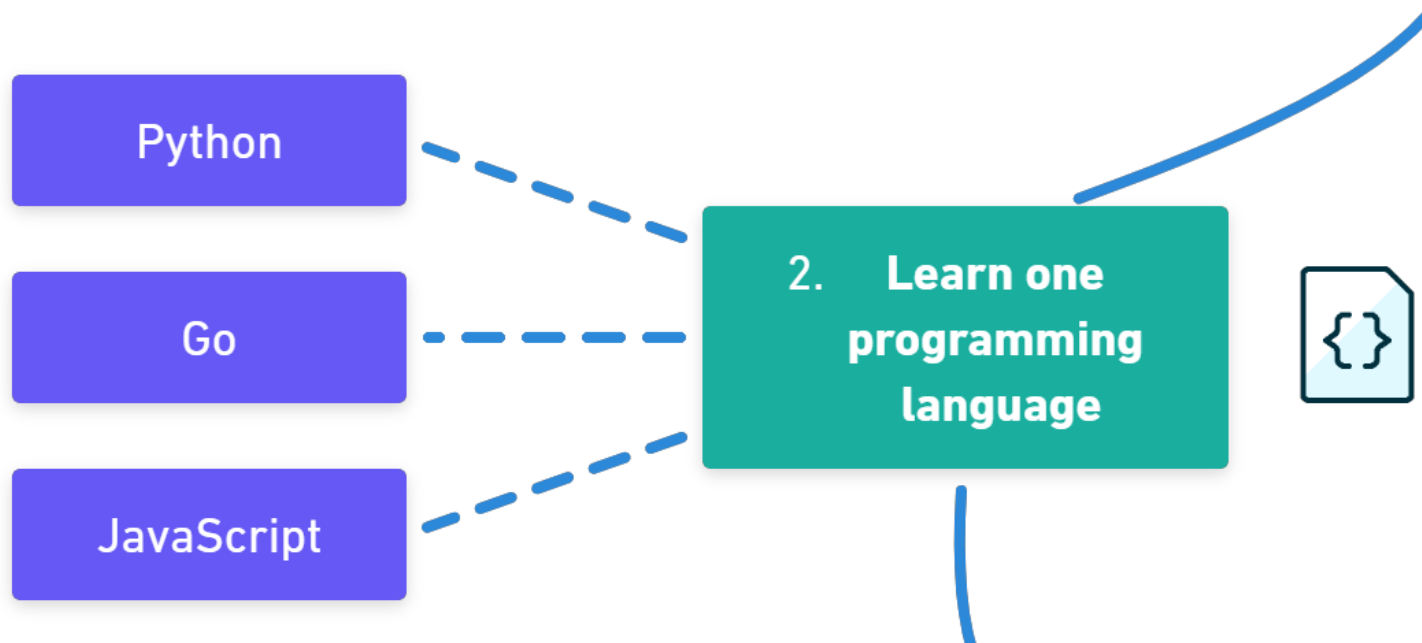 Python
Go
JavaScript
2. Learn one
programming
language
{}